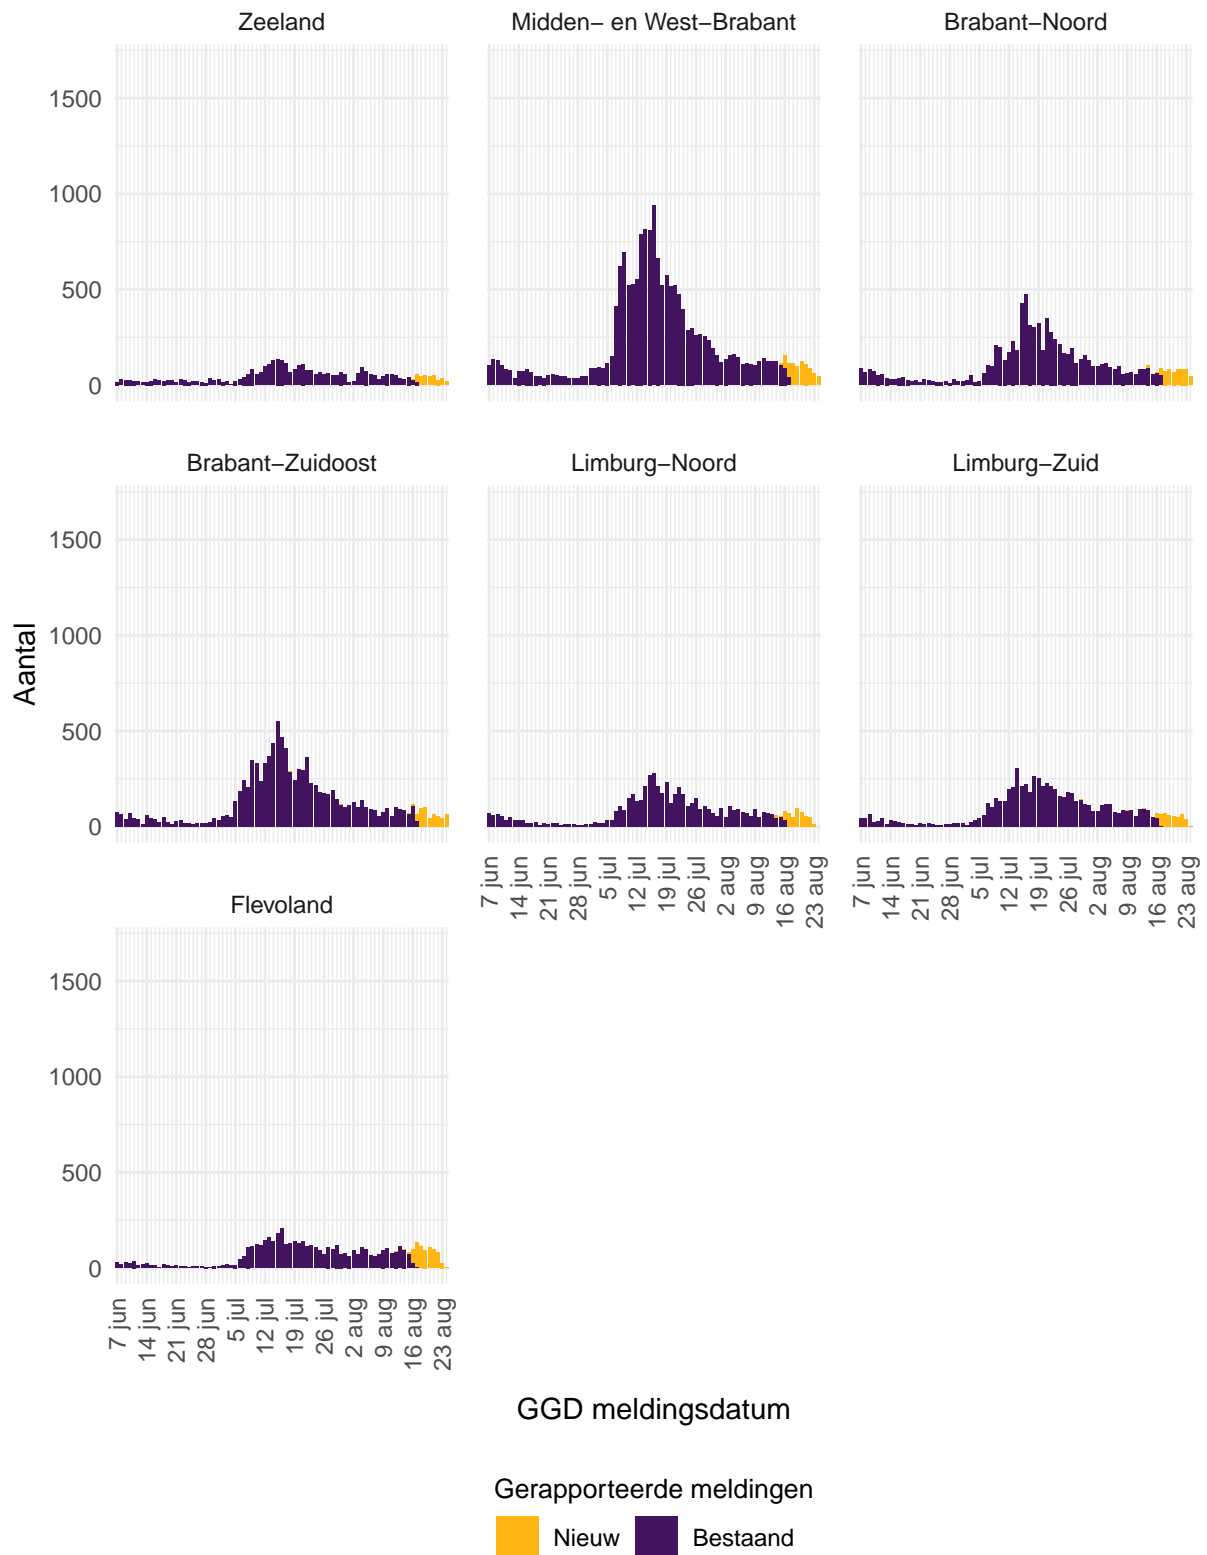 Zeeland
Midden− en West−Brabant
Brabant−Noord
1500
1000
500
0
Brabant−Zuidoost
Limburg−Noord
Limburg−Zuid
1500
1000
500
0
7 jun
14 jun
21 jun
28 jun
5 jul
12 jul
19 jul
26 jul
2 aug
9 aug
16 aug
23 aug
7 jun
14 jun
21 jun
28 jun
5 jul
12 jul
19 jul
26 jul
2 aug
9 aug
16 aug
23 aug
Flevoland
1500
1000
500
0
7 jun
14 jun
21 jun
28 jun
5 jul
12 jul
19 jul
26 jul
2 aug
9 aug
16 aug
23 aug
Aantal
GGD meldingsdatum
Gerapporteerde meldingen
Nieuw
Bestaand